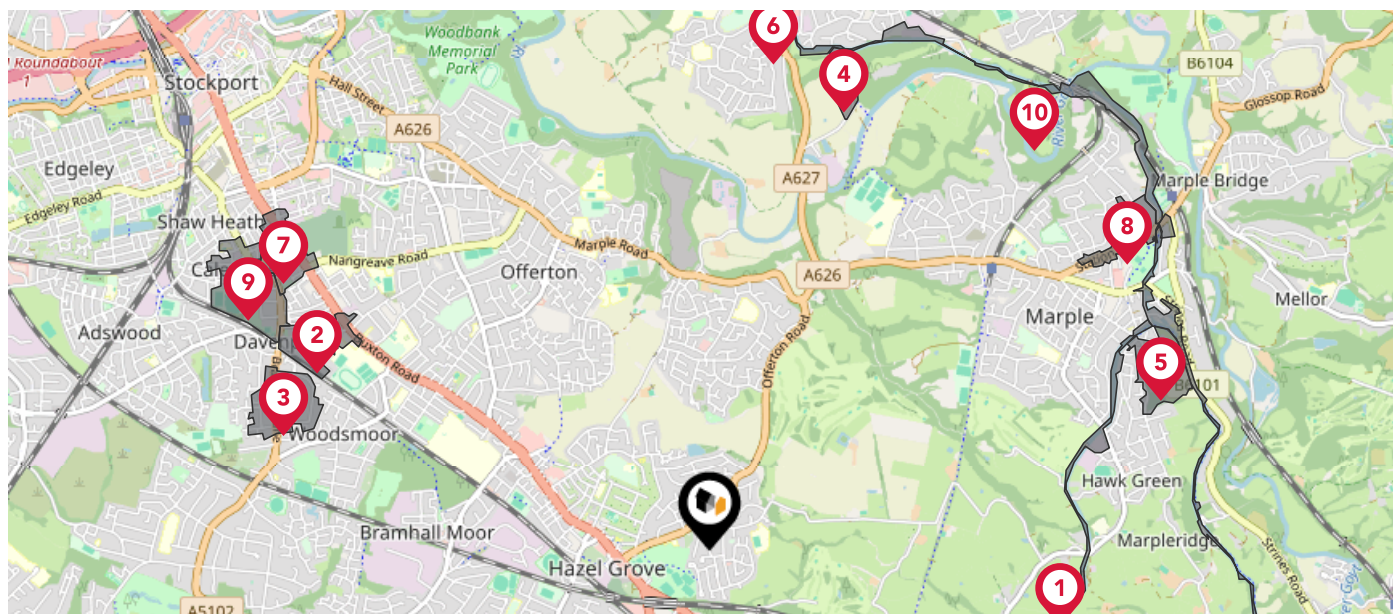 6
Woodbank
Memorial
Park
l Roundaboutout
1
Stockport
B6104
4
Hall Street
Glossop Road
10
A626
Edgeley
A627
Marple Bridge
Edgeley Road
Shaw Heath
8
7
Nangreave Road
Marple Road
Offerton
A626
9
Mellor
Adswood
2
Marple
Buxton Road
Offerton Road
5
B6101
3
Woodsmoor
Hawk Green
Bramhall Moor
Marpleridge
Strines Road
Hazel Grove
1
A5102